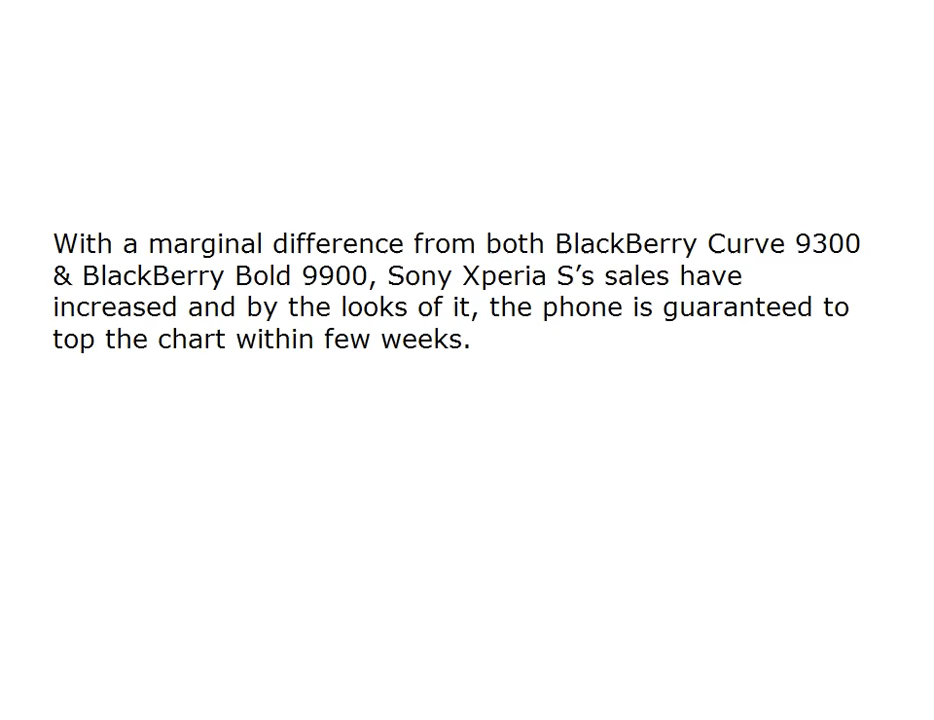 With a marginal difference from both BlackBerry Curve 9300
& BlackBerry Bold 9900, Sony Xperia S’s sales have
increased and by the looks of it, the phone is guaranteed to
top the chart within few weeks.